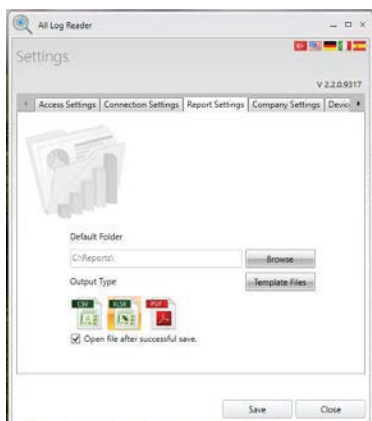 All Log Reader
Settings
V 2.2.0.9317
Access Settings Connection Settings Report Settings Company Settings Device
Default Folder
C:\Reports\ Browse
Output Type Template Files
CSV XLSX PDF
Open file after successful save.
Save Close